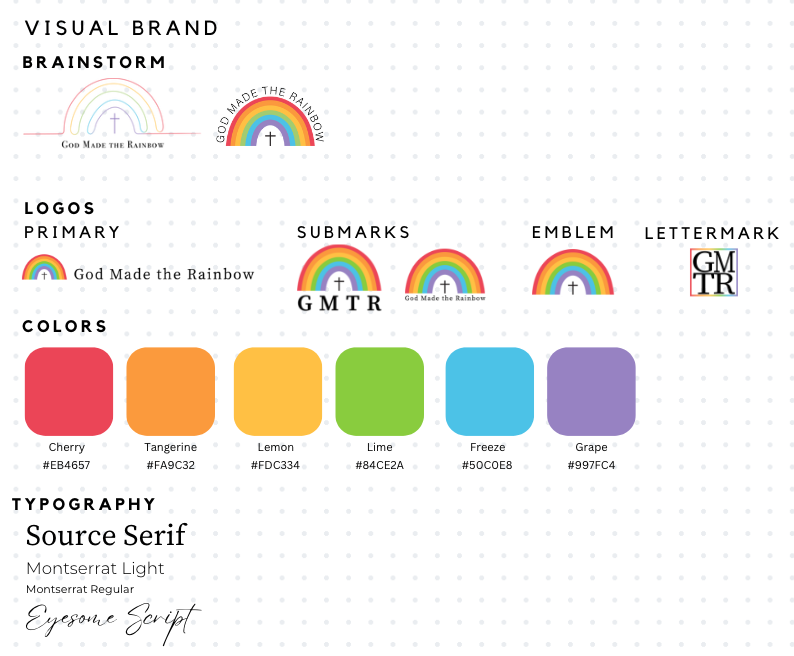 VISUAL BRAND
BRAINSTORM
God Made the Rainbow
GOD MADE THE RAINBOW
LOGOS
PRIMARY
SUBMARKS
EMBLEM
LETTERMARK
God Made the Rainbow
GMTR
God Made the Rainbow
GM
TR
COLORS
Cherry
#EB4657
Tangerine
#FA9C32
Lemon
#FDC334
Lime
#84CE2A
Freeze
#50C0E8
Grape
#997FC4
TYPOGRAPHY
Source Serif
Montserrat Light
Montserrat Regular
Eyesome Script